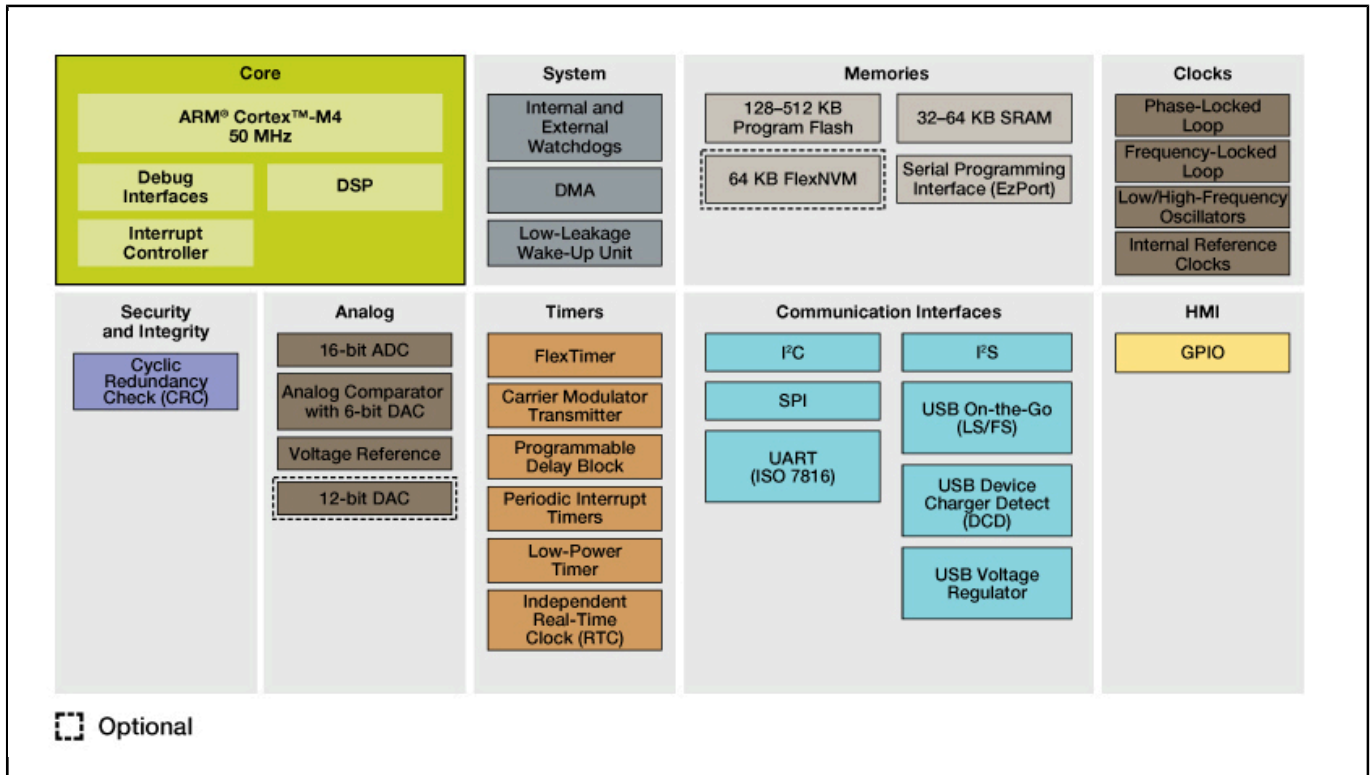 Core
ARM® Cortex™-M4
50 MHz
Debug
Interfaces
DSP
Interrupt
Controller
System
Internal and
External
Watchdogs
DMA
Low-Leakage
Wake-Up Unit
Memories
128–512 KB
Program Flash
32–64 KB SRAM
64 KB FlexNVM
Serial Programming
Interface (EzPort)
Clocks
Phase-Locked
Loop
Frequency-Locked
Loop
Low/High-Frequency
Oscillators
Internal Reference
Clocks
Security
and Integrity
Cyclic
Redundancy
Check (CRC)
Analog
16-bit ADC
Analog Comparator
with 6-bit DAC
Voltage Reference
12-bit DAC
Timers
FlexTimer
Carrier Modulator
Transmitter
Programmable
Delay Block
Periodic Interrupt
Timers
Low-Power
Timer
Independent
Real-Time
Clock (RTC)
Communication Interfaces
I²C
SPI
UART
(ISO 7816)
I²S
USB On-the-Go
(LS/FS)
USB Device
Charger Detect
(DCD)
USB Voltage
Regulator
HMI
GPIO
Optional